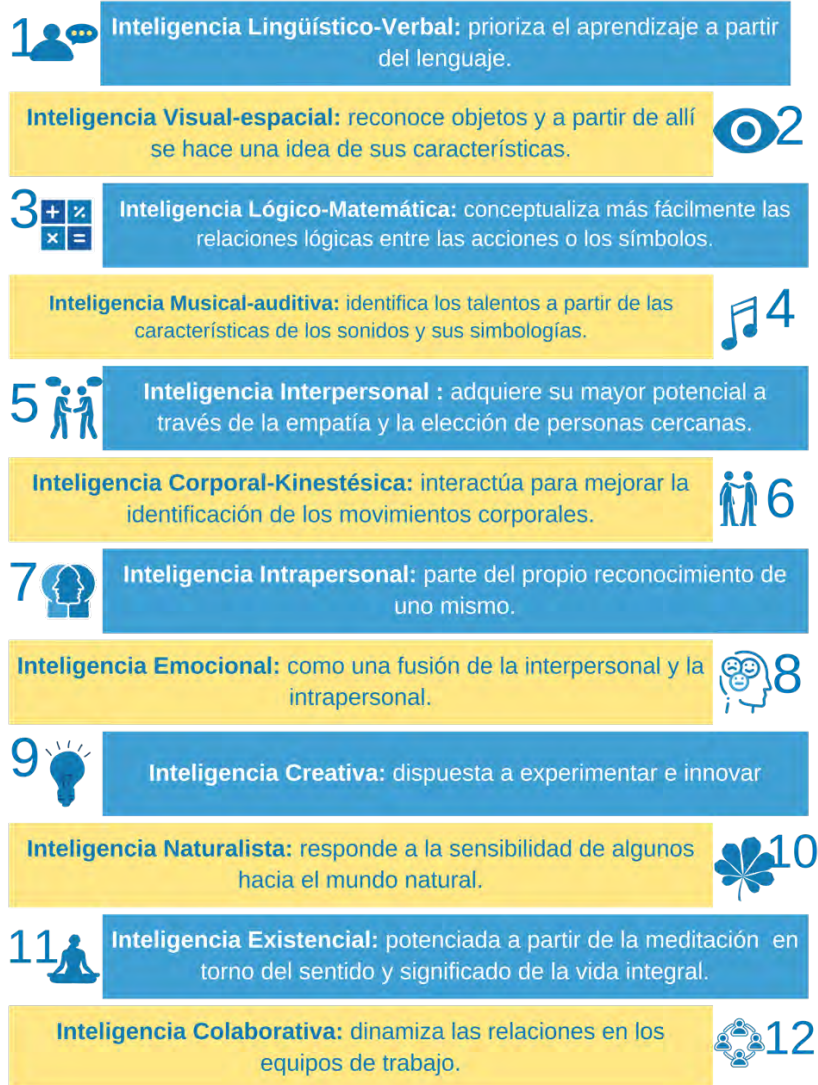 1
Inteligencia Lingüístico-Verbal: prioriza el aprendizaje a partir
del lenguaje.
Inteligencia Visual-espacial: reconoce objetos y a partir de allí
se hace una idea de sus características.
2
3
Inteligencia Lógico-Matemática: conceptualiza más fácilmente las
relaciones lógicas entre las acciones o los símbolos.
Inteligencia Musical-auditiva: identifica los talentos a partir de las
características de los sonidos y sus simbologías.
4
5
Inteligencia Interpersonal : adquiere su mayor potencial a
través de la empatía y la elección de personas cercanas.
Inteligencia Corporal-Kinestésica: interactúa para mejorar la
identificación de los movimientos corporales.
6
7
Inteligencia Intrapersonal: parte del propio reconocimiento de
uno mismo.
Inteligencia Emocional: como una fusión de la interpersonal y la
intrapersonal.
8
9
Inteligencia Creativa: dispuesta a experimentar e innovar
Inteligencia Naturalista: responde a la sensibilidad de algunos
hacia el mundo natural.
10
11
Inteligencia Existencial: potenciada a partir de la meditación en
torno del sentido y significado de la vida integral.
Inteligencia Colaborativa: dinamiza las relaciones en los
equipos de trabajo.
12